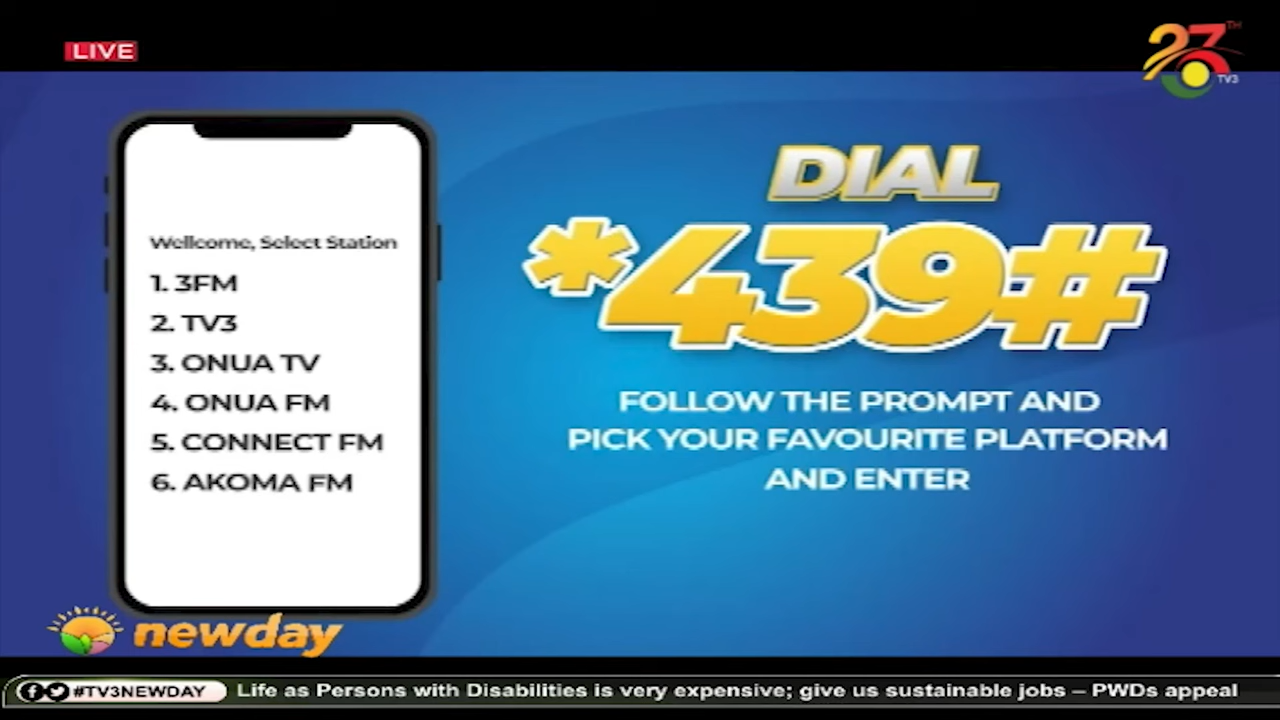 LIVE
23TH
TV3
DIAL
*439#
Wellcome, Select Station
1. 3FM
2. TV3
3. ONUA TV
4. ONUA FM
5. CONNECT FM
6. AKOMA FM
FOLLOW THE PROMPT AND
PICK YOUR FAVOURITE PLATFORM
AND ENTER
newday
#TV3NEWDAY Life as Persons with Disabilities is very expensive; give us sustainable jobs – PWDs appeal